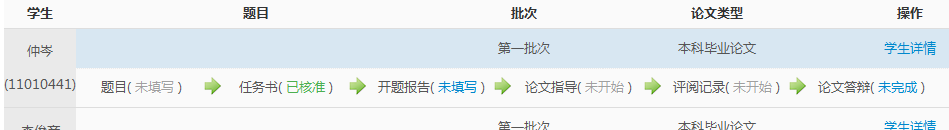 学生 题目 批次 论文类型 操作
仲岑 第一批次 本科毕业论文 学生详情
(11010441) 题目( 未填写 ) 任务书( 已核准 ) 开题报告( 未填写 ) 论文指导( 未开始 ) 评阅记录( 未开始 ) 论文答辩( 未完成 )
第一批次 本科毕业论文 学生详情